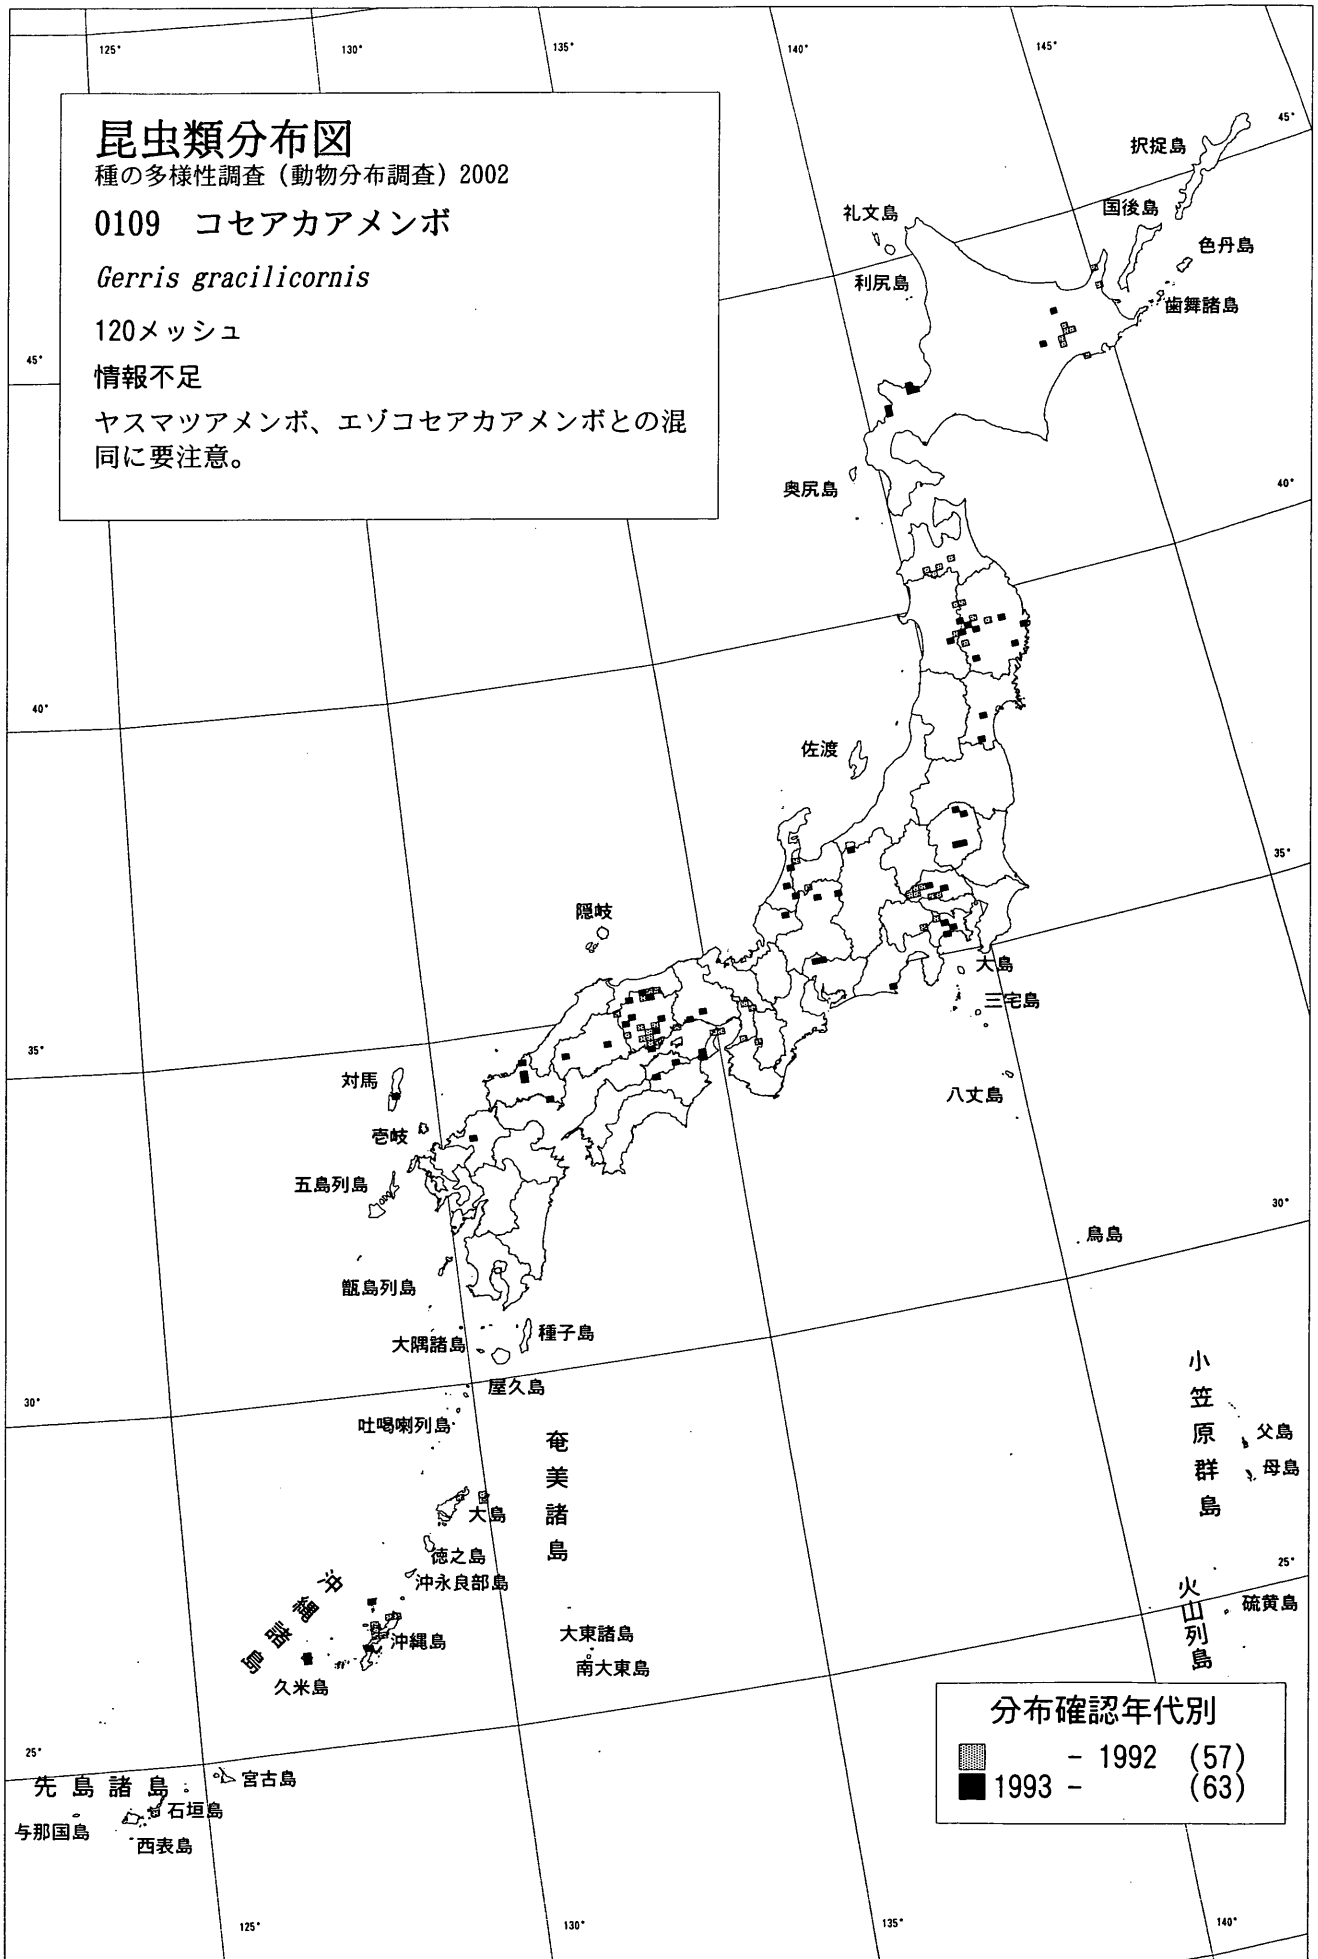 125°
130°
135°
140°
145°
昆虫類分布図
種の多様性調査（動物分布調査）2002
0109　コセアカアメンボ
Gerris gracilicornis
120メッシュ
情報不足
ヤスマツアメンボ、エゾコセアカアメンボとの混
同に要注意。
45°
択捉島
国後島
礼文島
色丹島
利尻島
歯舞諸島
45°
奥尻島
40°
40°
佐渡
35°
隠岐
大島
三宅島
35°
対馬
八丈島
壱岐
五島列島
30°
鳥島
甑島列島
大隅諸島
種子島
屋久島
30°
吐喝喇列島
奄美諸島
小笠原群島
父島
母島
大島
徳之島
沖永良部島
25°
沖縄諸島
火山列島
硫黄島
沖縄島
大東諸島
南大東島
久米島
分布確認年代別
- 1992 (57)
1993 - (63)
25°
先島諸島
宮古島
石垣島
与那国島
西表島
125°
130°
135°
140°